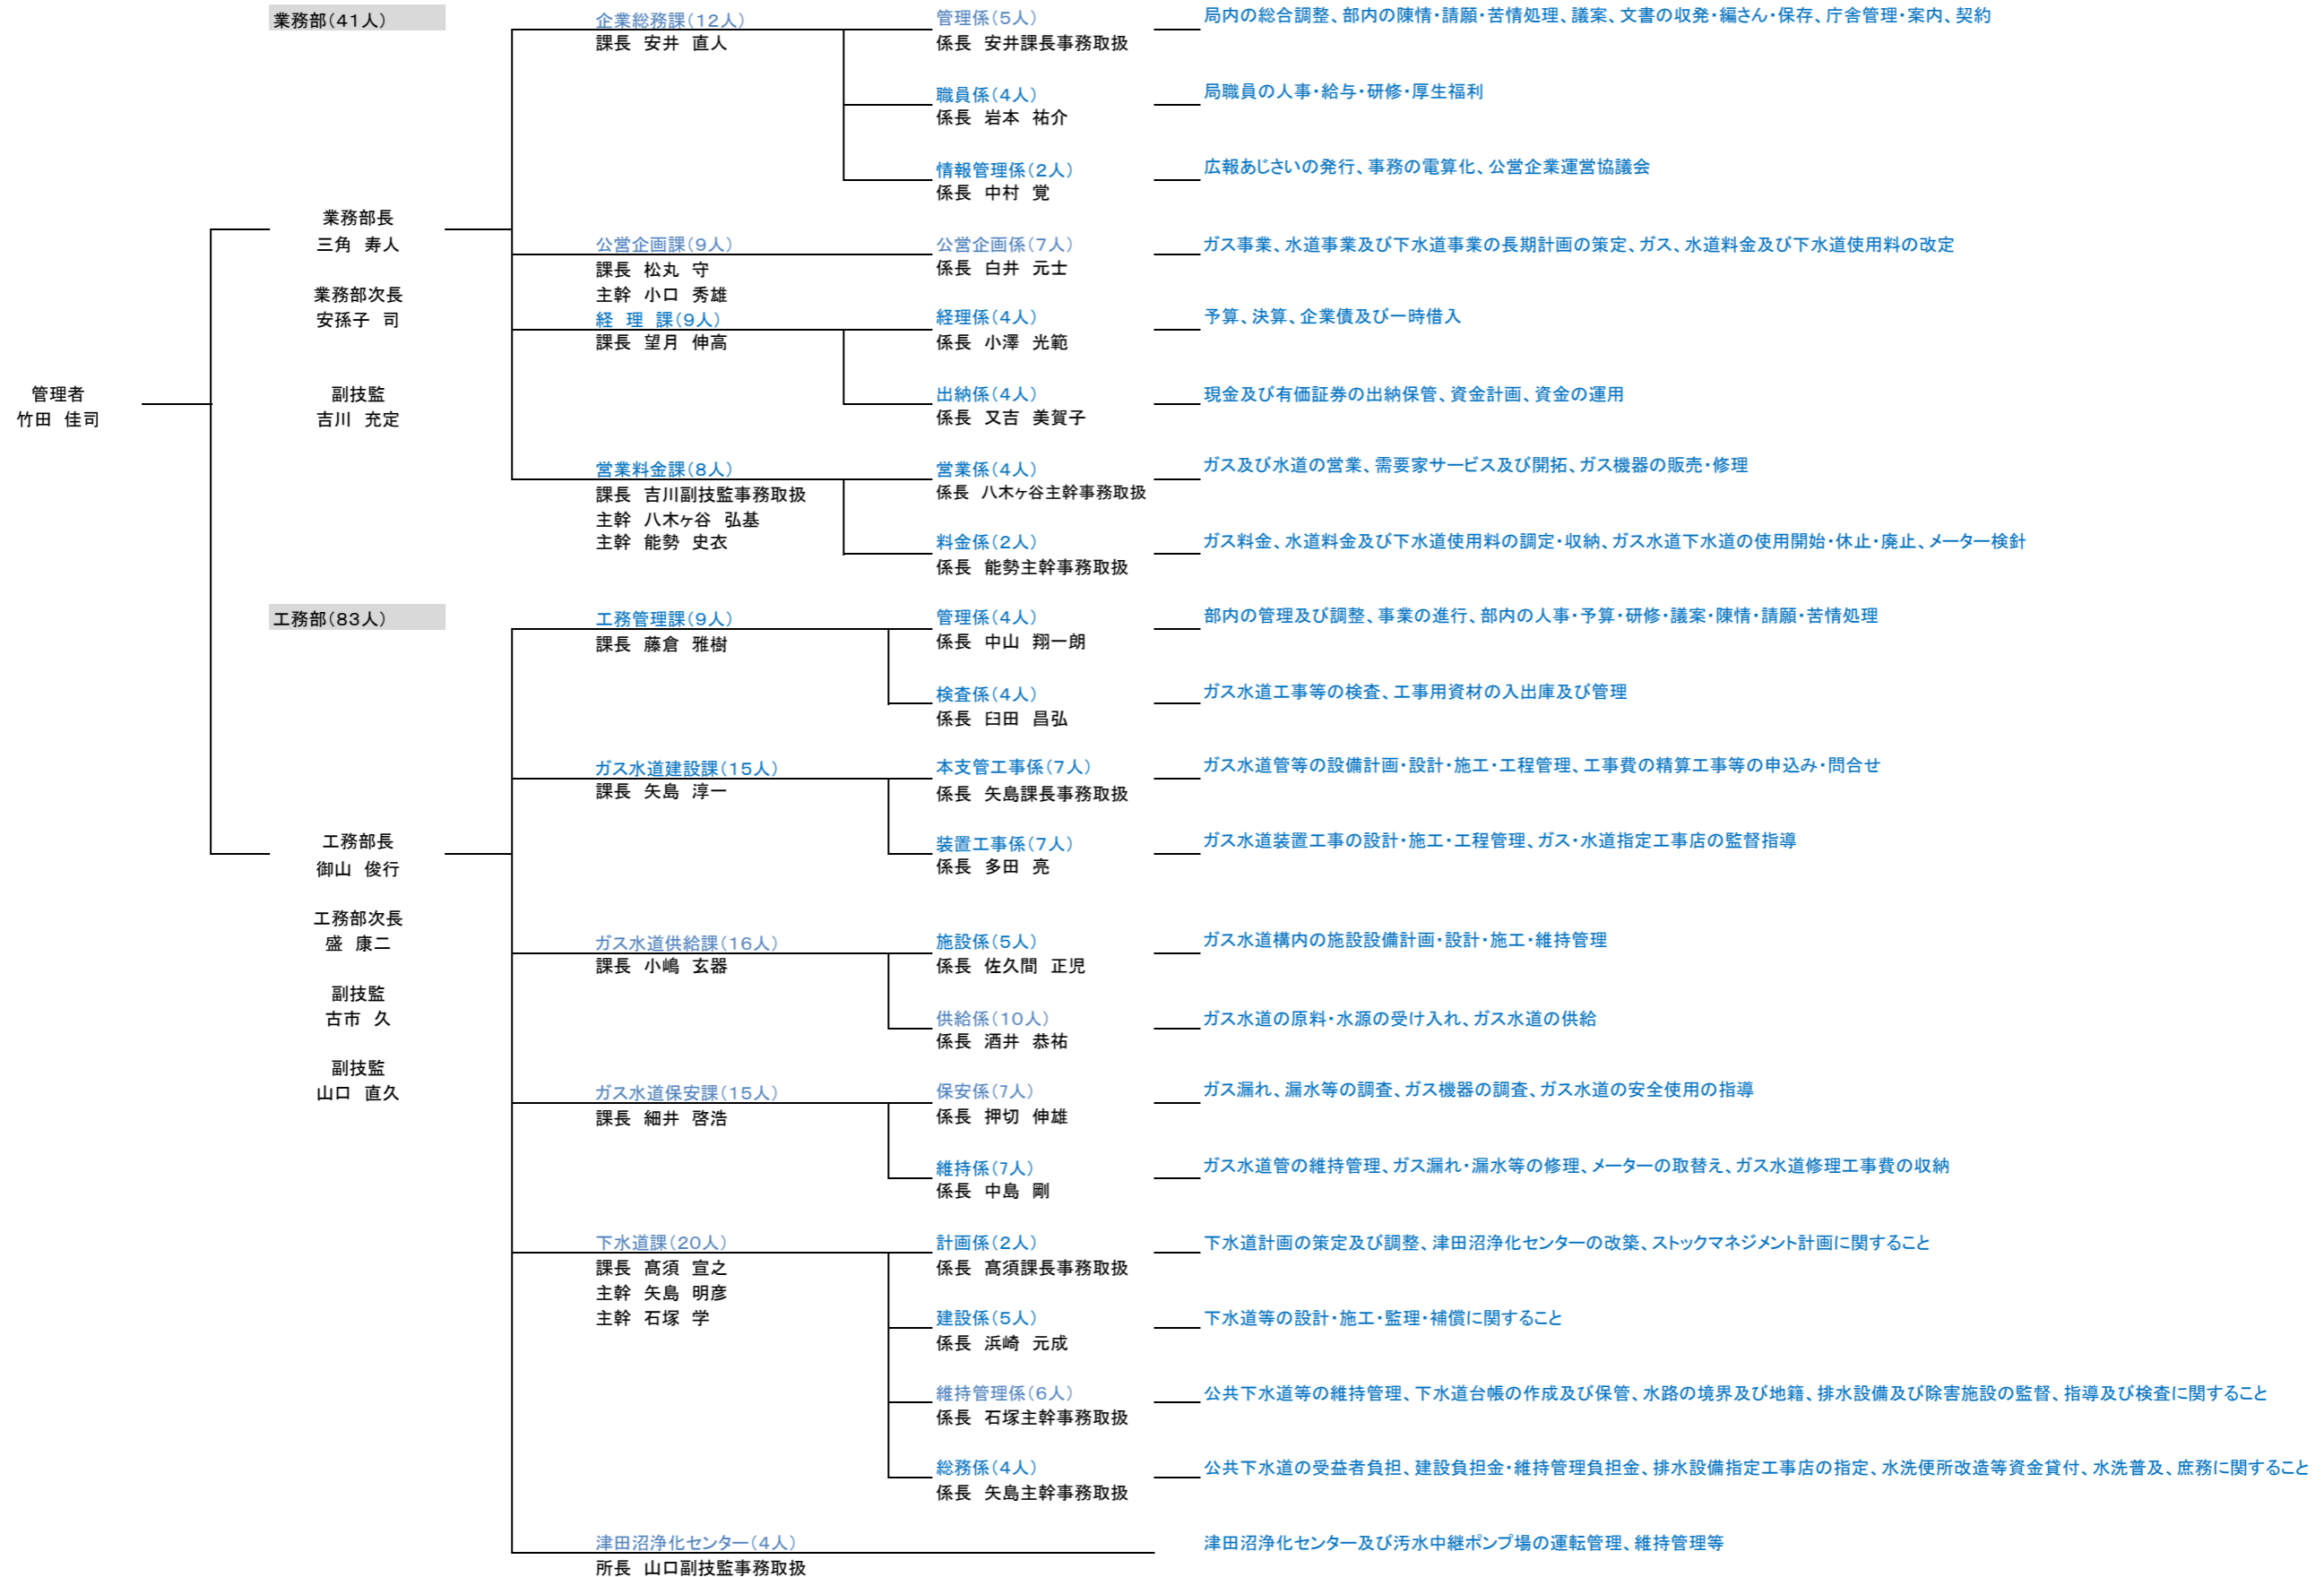 管理者
竹田 佳司
業務部（41人）
業務部長
三角 寿人
業務部次長
安孫子 司
副技監
吉川 充定
企業総務課（12人）
課長 安井 直人
管理係（5人）
係長 安井課長事務取扱
局内の総合調整、部内の陳情・請願・苦情処理、議案、文書の収発・編さん・保存、庁舎管理・案内、契約
職員係（4人）
係長 岩本 祐介
局職員の人事・給与・研修・厚生福利
情報管理係（2人）
係長 中村 覚
広報あじさいの発行、事務の電算化、公営企業運営協議会
公営企画課（9人）
課長 松丸 守
主幹 小口 秀雄
公営企画係（7人）
係長 白井 元士
ガス事業、水道事業及び下水道事業の長期計画の策定、ガス、水道料金及び下水道使用料の改定
経 理 課（9人）
課長 望月 伸高
経理係（4人）
係長 小澤 光範
予算、決算、企業債及び一時借入
出納係（4人）
係長 又吉 美賀子
現金及び有価証券の出納保管、資金計画、資金の運用
営業料金課（8人）
課長 吉川副技監事務取扱
主幹 八木ヶ谷 弘基
主幹 能勢 史衣
営業係（4人）
係長 八木ヶ谷主幹事務取扱
ガス及び水道の営業、需要家サービス及び開拓、ガス機器の販売・修理
料金係（2人）
係長 能勢主幹事務取扱
ガス料金、水道料金及び下水道使用料の調定・収納、ガス水道下水道の使用開始・休止・廃止、メーター検針
工務部（83人）
工務部長
御山 俊行
工務部次長
盛 康二
副技監
古市 久
副技監
山口 直久
工務管理課（9人）
課長 藤倉 雅樹
管理係（4人）
係長 中山 翔一朗
部内の管理及び調整、事業の進行、部内の人事・予算・研修・議案・陳情・請願・苦情処理
検査係（4人）
係長 臼田 昌弘
ガス水道工事等の検査、工事用資材の入出庫及び管理
ガス水道建設課（15人）
課長 矢島 淳一
本支管工事係（7人）
係長 矢島課長事務取扱
ガス水道管等の設備計画・設計・施工・工程管理、工事費の精算工事等の申込み・問合せ
装置工事係（7人）
係長 多田 亮
ガス水道装置工事の設計・施工・工程管理、ガス・水道指定工事店の監督指導
ガス水道供給課（16人）
課長 小嶋 玄器
施設係（5人）
係長 佐久間 正児
ガス水道構内の施設設備計画・設計・施工・維持管理
供給係（10人）
係長 酒井 恭祐
ガス水道の原料・水源の受け入れ、ガス水道の供給
ガス水道保安課（15人）
課長 細井 啓浩
保安係（7人）
係長 押切 伸雄
ガス漏れ、漏水等の調査、ガス機器の調査、ガス水道の安全使用の指導
維持係（7人）
係長 中島 剛
ガス水道管の維持管理、ガス漏れ・漏水等の修理、メーターの取替え、ガス水道修理工事費の収納
下水道課（20人）
課長 髙須 宣之
主幹 矢島 明彦
主幹 石塚 学
計画係（2人）
係長 髙須課長事務取扱
下水道計画の策定及び調整、津田沼浄化センターの改築、ストックマネジメント計画に関すること
建設係（5人）
係長 浜崎 元成
下水道等の設計・施工・監理・補償に関すること
維持管理係（6人）
係長 石塚主幹事務取扱
公共下水道等の維持管理、下水道台帳の作成及び保管、水路の境界及び地籍、排水設備及び除害施設の監督、指導及び検査に関すること
総務係（4人）
係長 矢島主幹事務取扱
公共下水道の受益者負担、建設負担金・維持管理負担金、排水設備指定工事店の指定、水洗便所改造等資金貸付、水洗普及、庶務に関すること
津田沼浄化センター（4人）
所長 山口副技監事務取扱
津田沼浄化センター及び汚水中継ポンプ場の運転管理、維持管理等